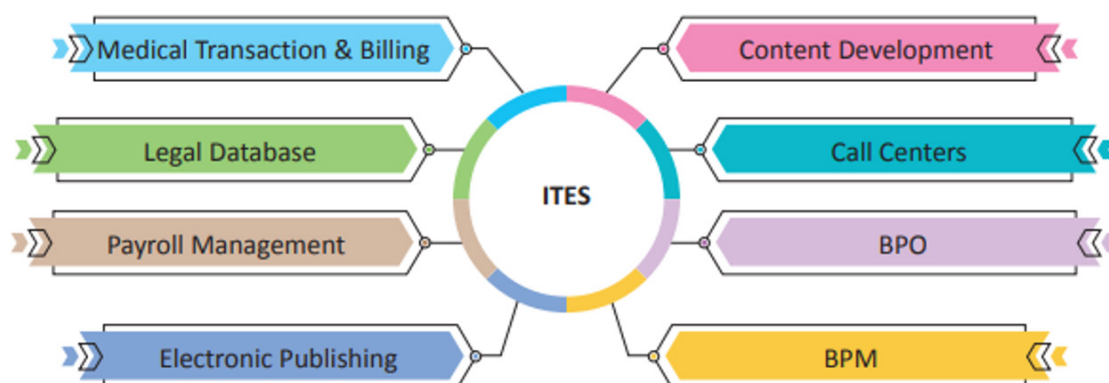 Medical Transaction & Billing
Content Development
Legal Database
Call Centers
ITES
Payroll Management
BPO
Electronic Publishing
BPM